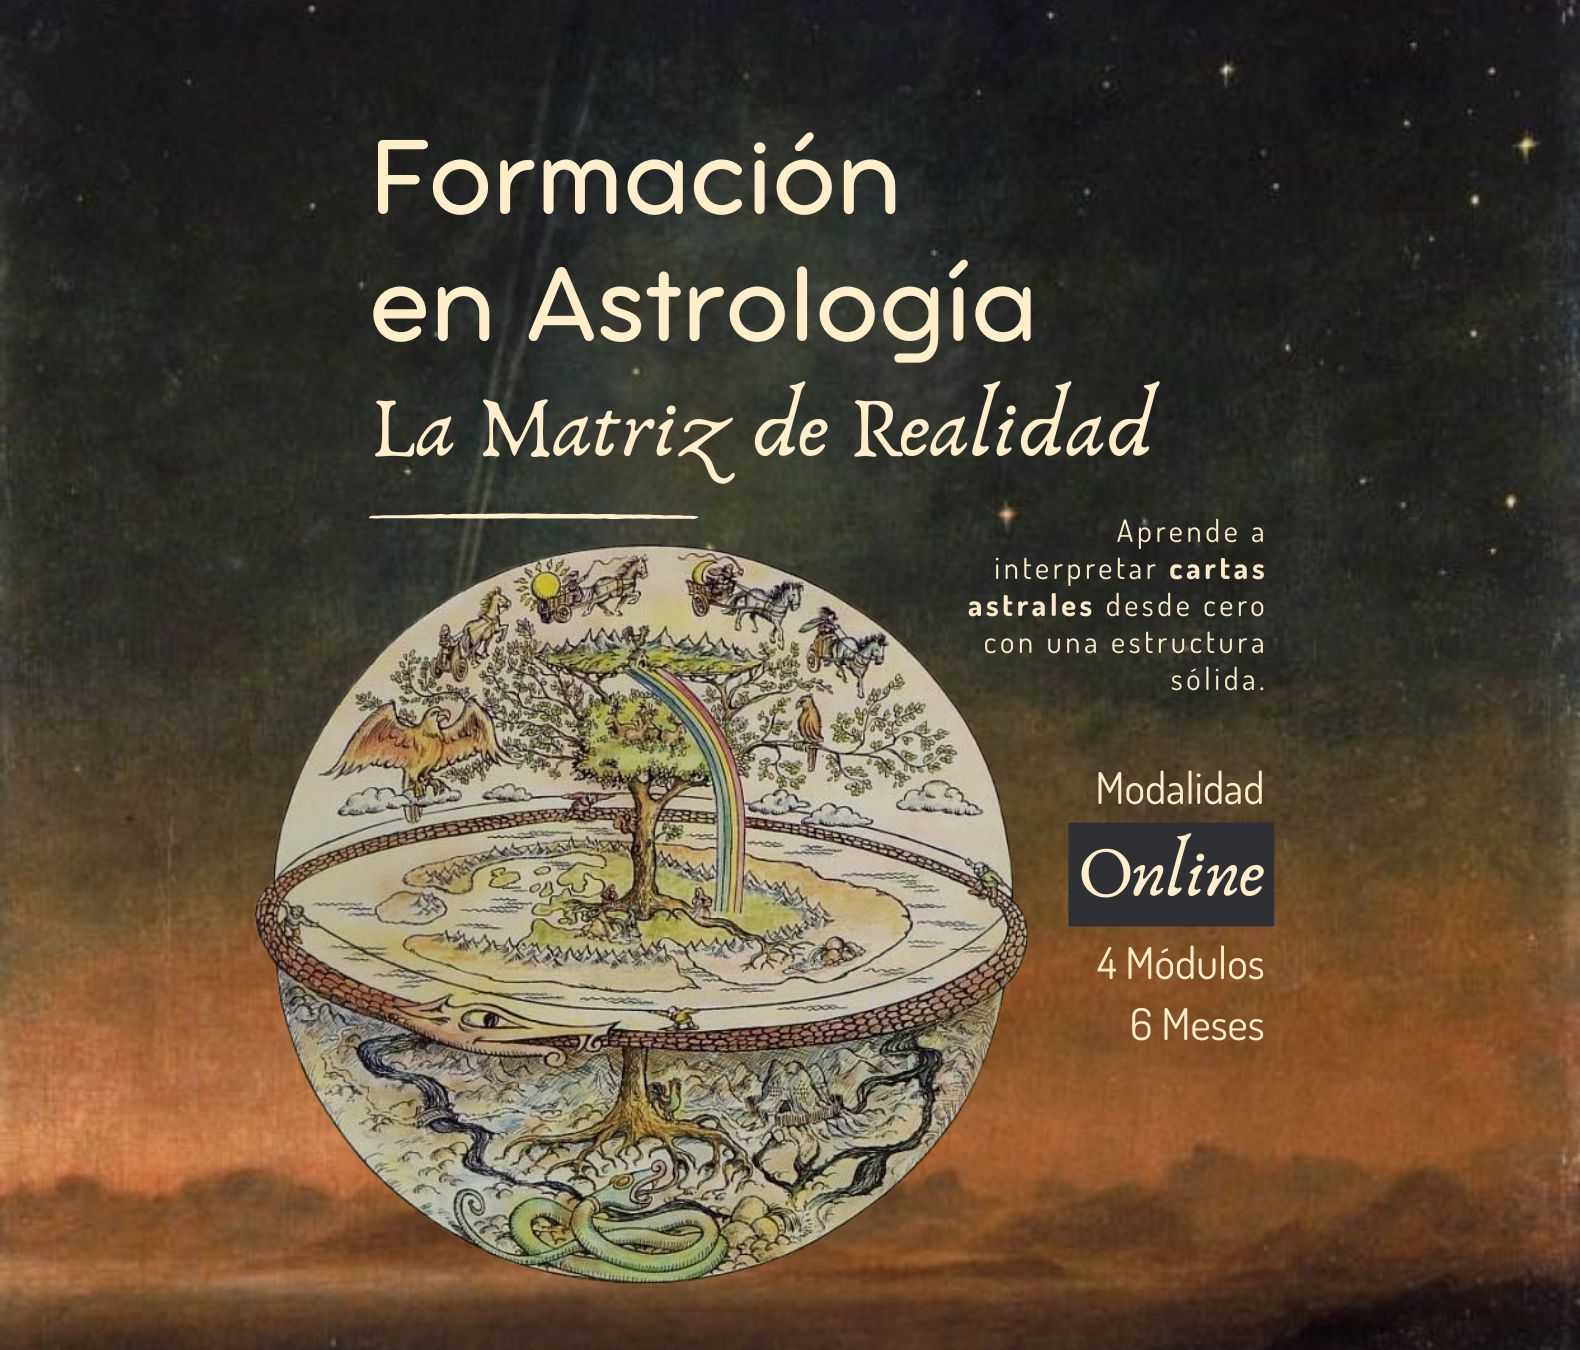 Formación
en Astrología
La Matriz de Realidad
Aprende a
interpretar cartas
astrales desde cero
con una estructura
sólida.
Modalidad
Online
4 Módulos
6 Meses